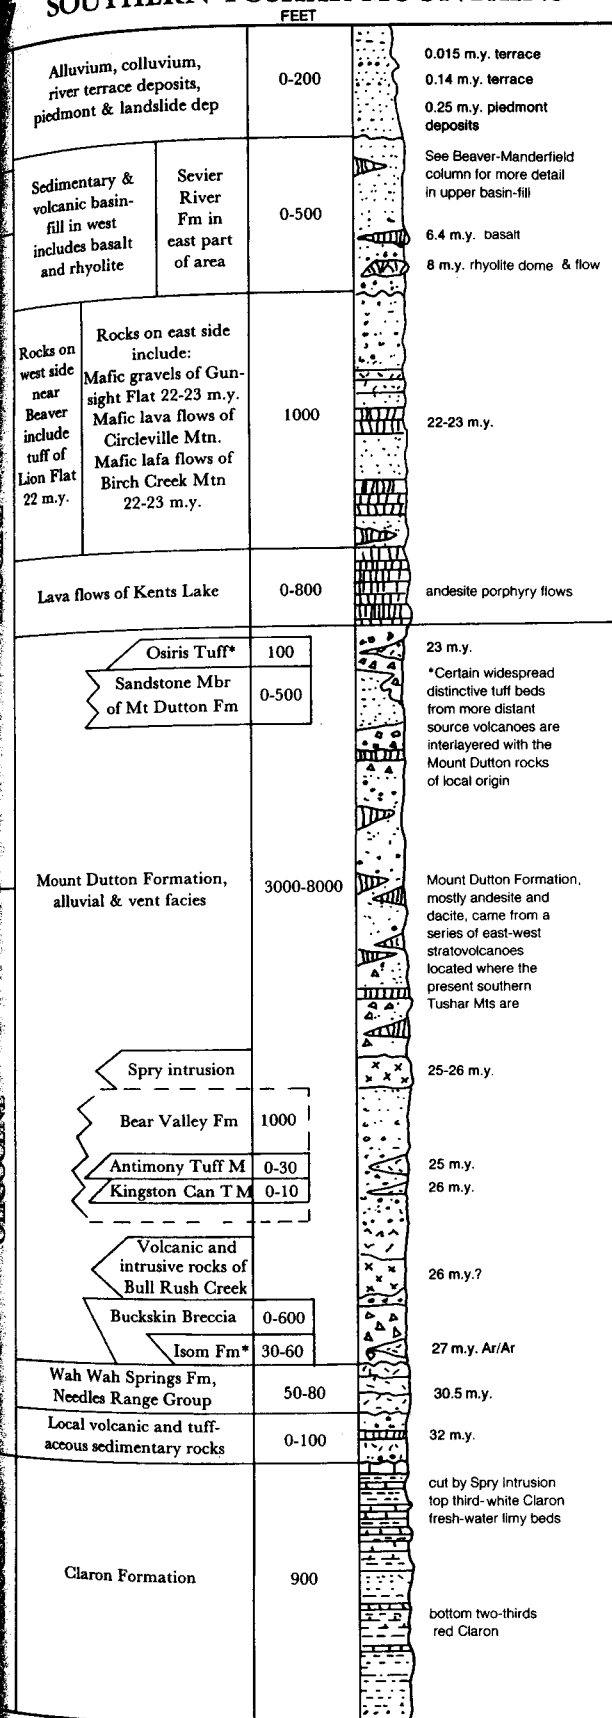 SOUTHERN
FEET
Alluvium, colluvium,
river terrace deposits,
piedmont & landslide dep
0-200
0.015 m.y. terrace
0.14 m.y. terrace
0.25 m.y. piedmont
deposits
Sedimentary &
volcanic basin-
fill in west
includes basalt
and rhyolite
Sevier
River
Fm in
east part
of area
0-500
See Beaver-Manderfield
column for more detail
in upper basin-fill
6.4 m.y. basalt
8 m.y. rhyolite dome & flow
Rocks on
west side
near
Beaver
include
tuff of
Lion Flat
22 m.y.
Rocks on east side
include:
Mafic gravels of Gun-
sight Flat 22-23 m.y.
Mafic lava flows of
Circleville Mtn.
Mafic lafa flows of
Birch Creek Mtn
22-23 m.y.
1000
22-23 m.y.
Lava flows of Kents Lake
0-800
andesite porphyry flows
Osiris Tuff*
100
23 m.y.
Sandstone Mbr
of Mt Dutton Fm
0-500
*Certain widespread
distinctive tuff beds
from more distant
source volcanoes are
interlayered with the
Mount Dutton rocks
of local origin
Mount Dutton Formation,
alluvial & vent facies
3000-8000
Mount Dutton Formation,
mostly andesite and
dacite, came from a
series of east-west
stratovolcanoes
located where the
present southern
Tushar Mts are
Spry intrusion
25-26 m.y.
Bear Valley Fm
1000
Antimony Tuff M
0-30
25 m.y.
Kingston Can T M
0-10
26 m.y.
Volcanic and
intrusive rocks of
Bull Rush Creek
26 m.y.?
Buckskin Breccia
0-600
Isom Fm*
30-60
27 m.y. Ar/Ar
Wah Wah Springs Fm,
Needles Range Group
50-80
30.5 m.y.
Local volcanic and tuff-
aceous sedimentary rocks
0-100
32 m.y.
Claron Formation
900
cut by Spry Intrusion
top third-white Claron
fresh-water limy beds
bottom two-thirds
red Claron